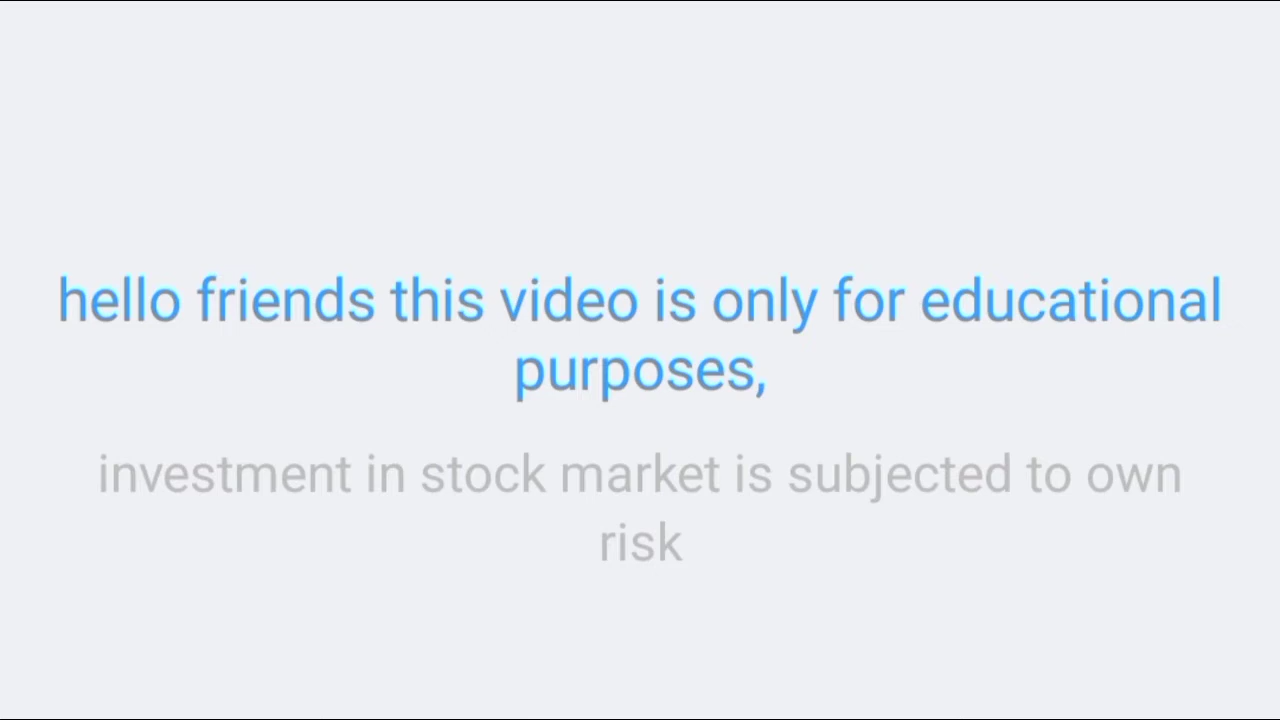 hello friends this video is only for educational
purposes,
investment in stock market is subjected to own
risk